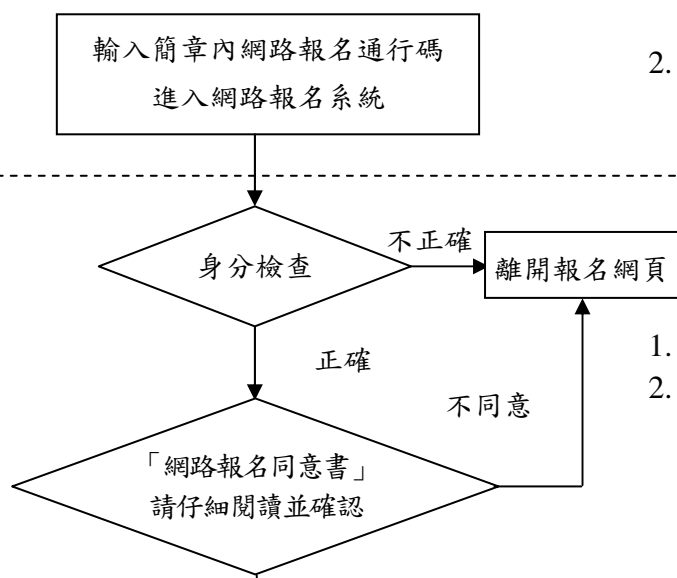 輸入簡章內網路報名通行碼
進入網路報名系統
2.
不正確
身分檢查
離開報名網頁
正確
1.
2.
不同意
「網路報名同意書」
請仔細閱讀並確認